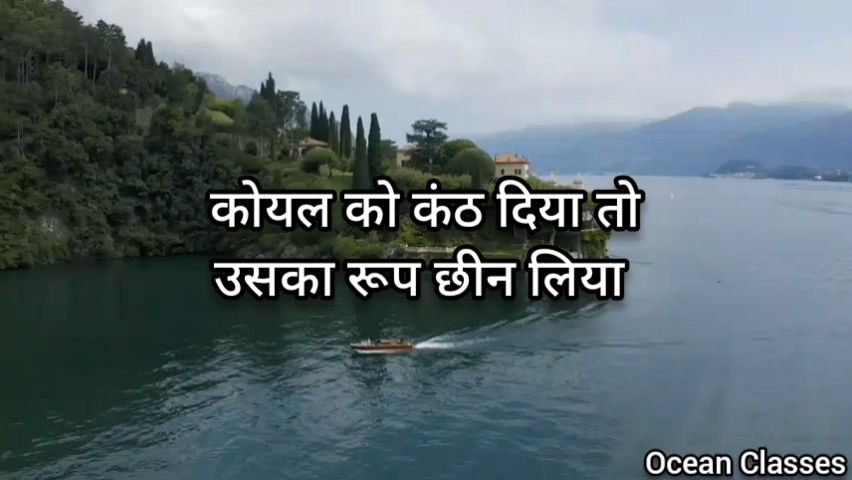 कोयल को कंठ दिया तो
उसका रूप छीन लिया
Ocean Classes